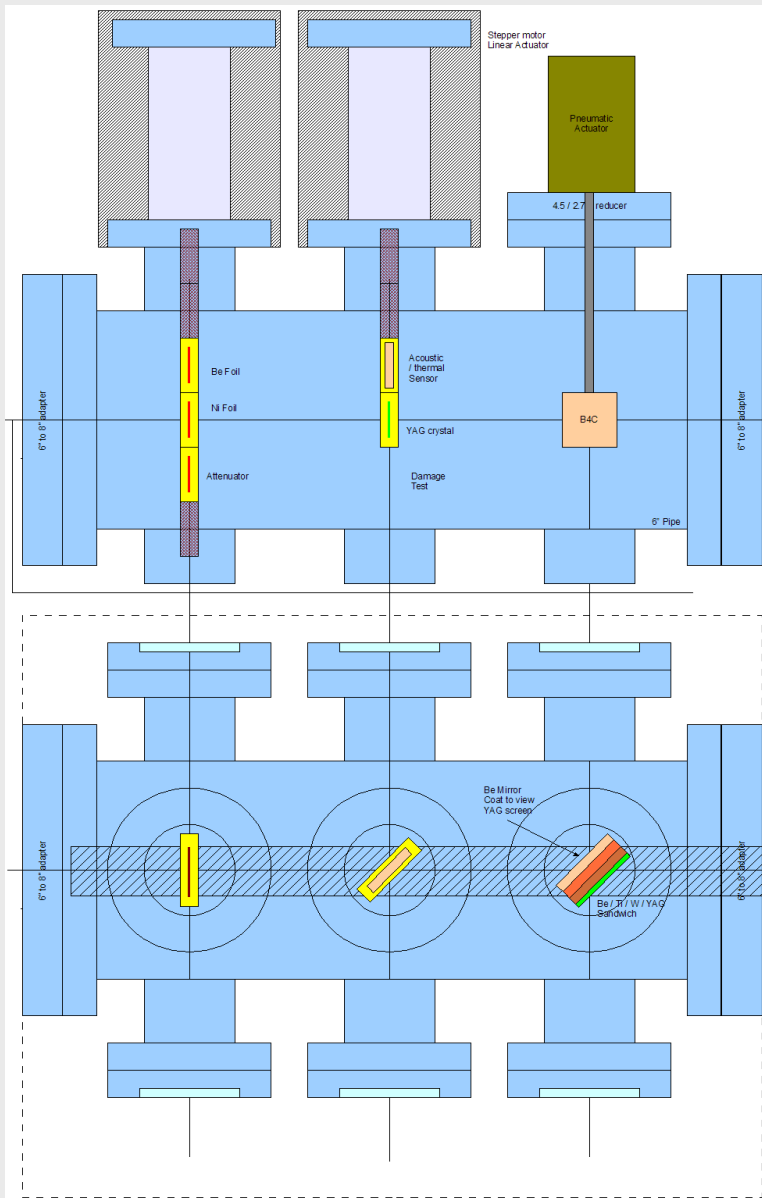 Stepper motor
Linear Actuator
Pneumatic
Actuator
4.5 / 2.7 reducer
Be Foil
Acoustic
/ thermal
Sensor
Ni Foil
6" to 8" adapter
B4C
6" to 8" adapter
YAG crystal
Attenuator
Damage
Test
6" Pipe
Be Mirror
Coat to view
YAG screen
6" to 8" adapter
6" to 8" adapter
Be / Ti / W / YAG
Sandwich